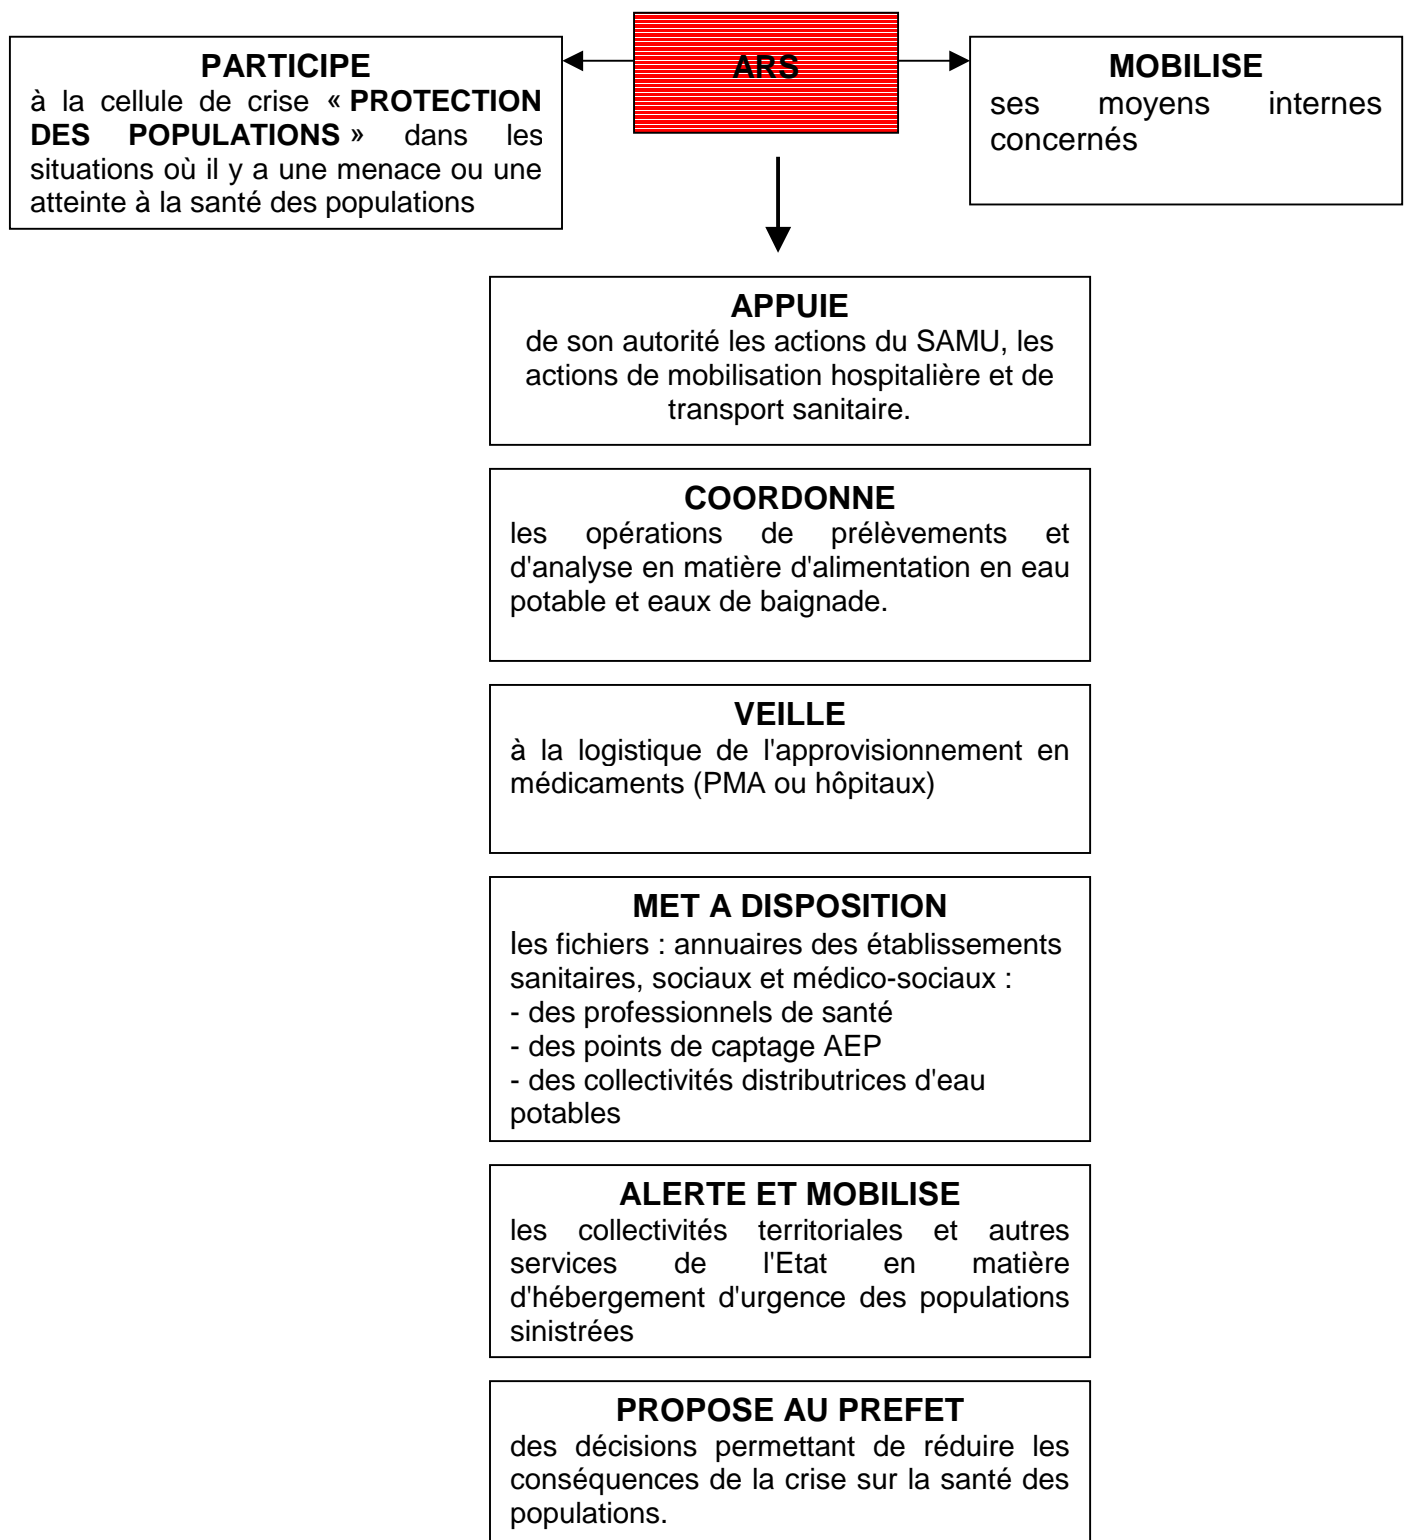 ARS
PARTICIPE
à la cellule de crise « PROTECTION
DES POPULATIONS » dans les
situations où il y a une menace ou une
atteinte à la santé des populations
MOBILISE
ses moyens internes
concernés
APPUIE
de son autorité les actions du SAMU, les
actions de mobilisation hospitalière et de
transport sanitaire.
COORDONNE
les opérations de prélèvements et
d'analyse en matière d'alimentation en eau
potable et eaux de baignade.
VEILLE
à la logistique de l'approvisionnement en
médicaments (PMA ou hôpitaux)
MET A DISPOSITION
les fichiers : annuaires des établissements
sanitaires, sociaux et médico-sociaux :
- des professionnels de santé
- des points de captage AEP
- des collectivités distributrices d'eau
potables
ALERTE ET MOBILISE
les collectivités territoriales et autres
services de l'Etat en matière
d'hébergement d'urgence des populations
sinistrées
PROPOSE AU PREFET
des décisions permettant de réduire les
conséquences de la crise sur la santé des
populations.